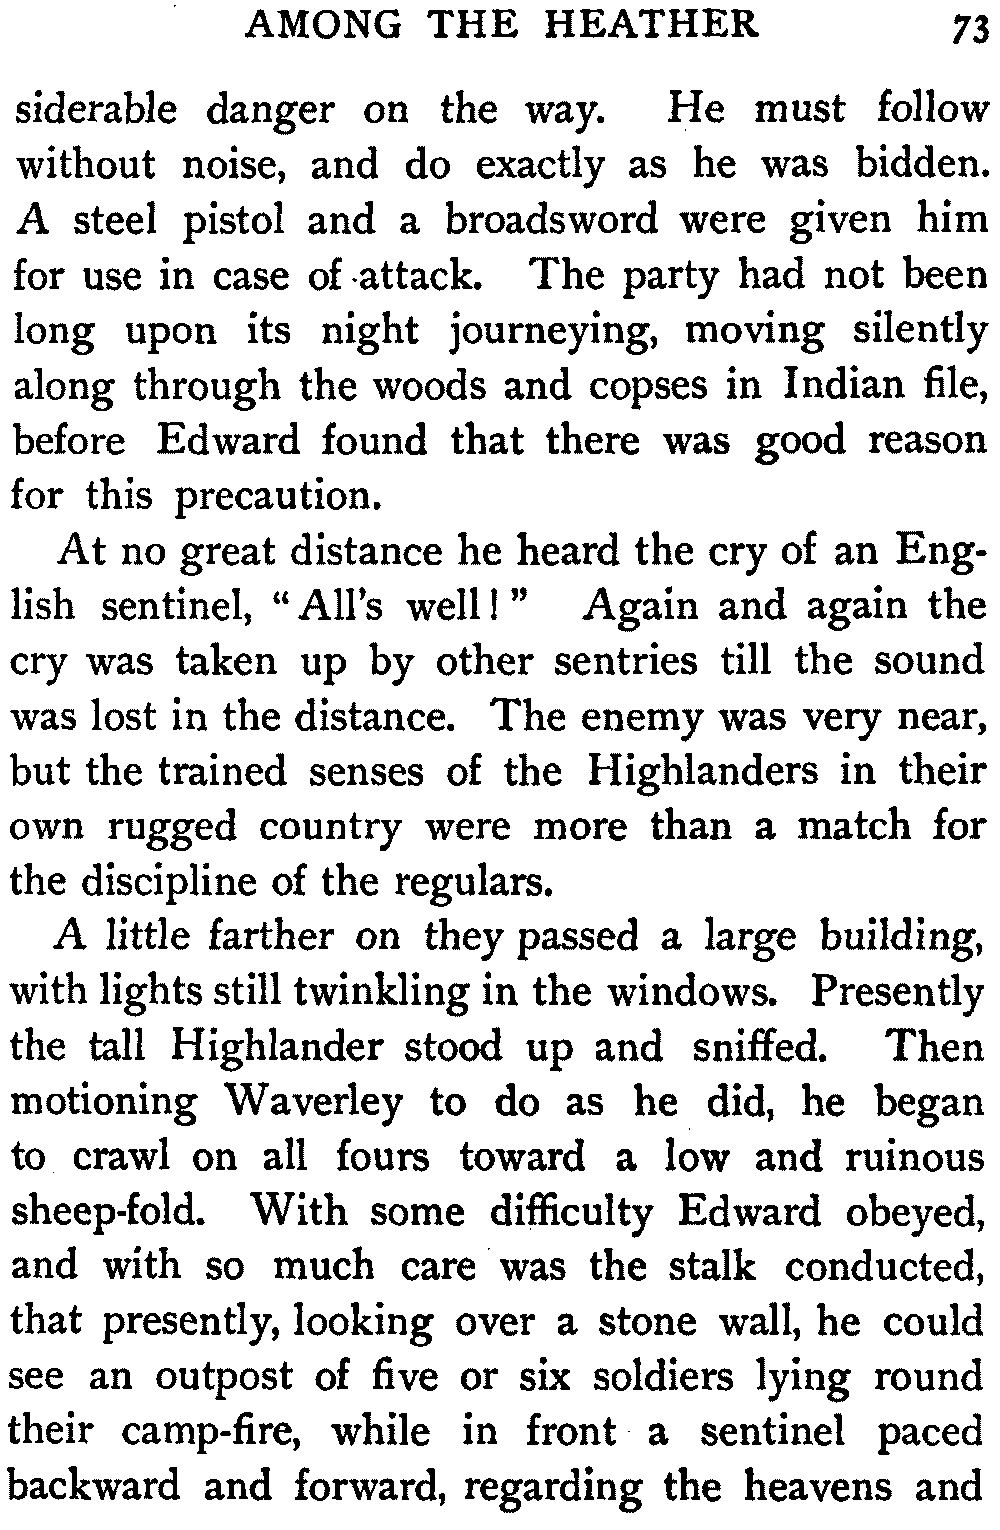 AMONG THE HEATHER 73
siderable danger on the way. He must follow
without noise, and do exactly as he was bidden.
A steel pistol and a broadsword were given him
for use in case of attack. The party had not been
long upon its night journeying, moving silently
along through the woods and copses in Indian file,
before Edward found that there was good reason
for this precaution.
At no great distance he heard the cry of an Eng-
lish sentinel, "All's well!" Again and again the
cry was taken up by other sentries till the sound
was lost in the distance. The enemy was very near,
but the trained senses of the Highlanders in their
own rugged country were more than a match for
the discipline of the regulars.
A little farther on they passed a large building,
with lights still twinkling in the windows. Presently
the tall Highlander stood up and sniffed. Then
motioning Waverley to do as he did, he began
to crawl on all fours toward a low and ruinous
sheep-fold. With some difficulty Edward obeyed,
and with so much care was the stalk conducted,
that presently, looking over a stone wall, he could
see an outpost of five or six soldiers lying round
their camp-fire, while in front a sentinel paced
backward and forward, regarding the heavens and